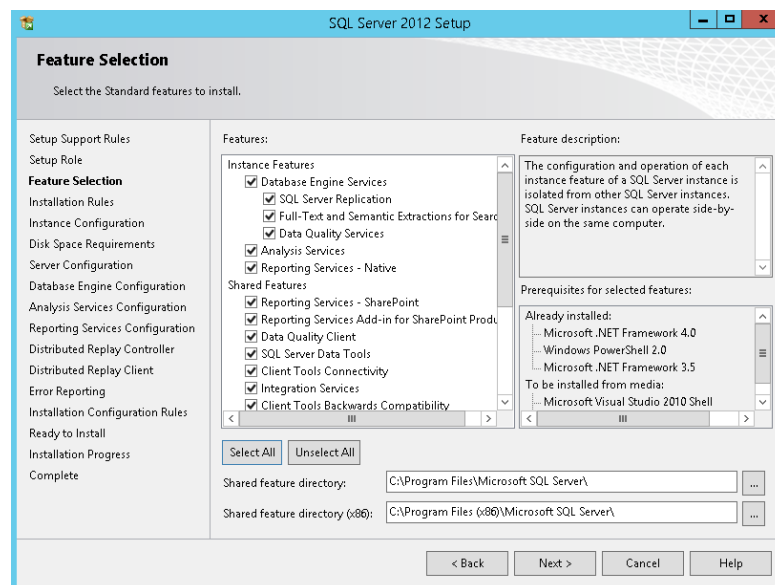 SQL Server 2012 Setup
Feature Selection
Select the Standard features to install.
Setup Support Rules
Setup Role
Feature Selection
Installation Rules
Instance Configuration
Disk Space Requirements
Server Configuration
Database Engine Configuration
Analysis Services Configuration
Reporting Services Configuration
Distributed Replay Controller
Distributed Replay Client
Error Reporting
Installation Configuration Rules
Ready to Install
Installation Progress
Complete
Features:
Instance Features
Database Engine Services
SQL Server Replication
Full-Text and Semantic Extractions for Searc
Data Quality Services
Analysis Services
Reporting Services - Native
Shared Features
Reporting Services - SharePoint
Reporting Services Add-in for SharePoint Produ
Data Quality Client
SQL Server Data Tools
Client Tools Connectivity
Integration Services
Client Tools Backwards Compatibility
Feature description:
The configuration and operation of each
instance feature of a SQL Server instance is
isolated from other SQL Server instances.
SQL Server instances can operate side-by-
side on the same computer.
Prerequisites for selected features:
Already installed:
Microsoft .NET Framework 4.0
Windows PowerShell 2.0
Microsoft .NET Framework 3.5
To be installed from media:
Microsoft Visual Studio 2010 Shell
Select All
Unselect All
Shared feature directory:
C:\Program Files\Microsoft SQL Server\
...
Shared feature directory (x86):
C:\Program Files (x86)\Microsoft SQL Server\
...
< Back
Next >
Cancel
Help